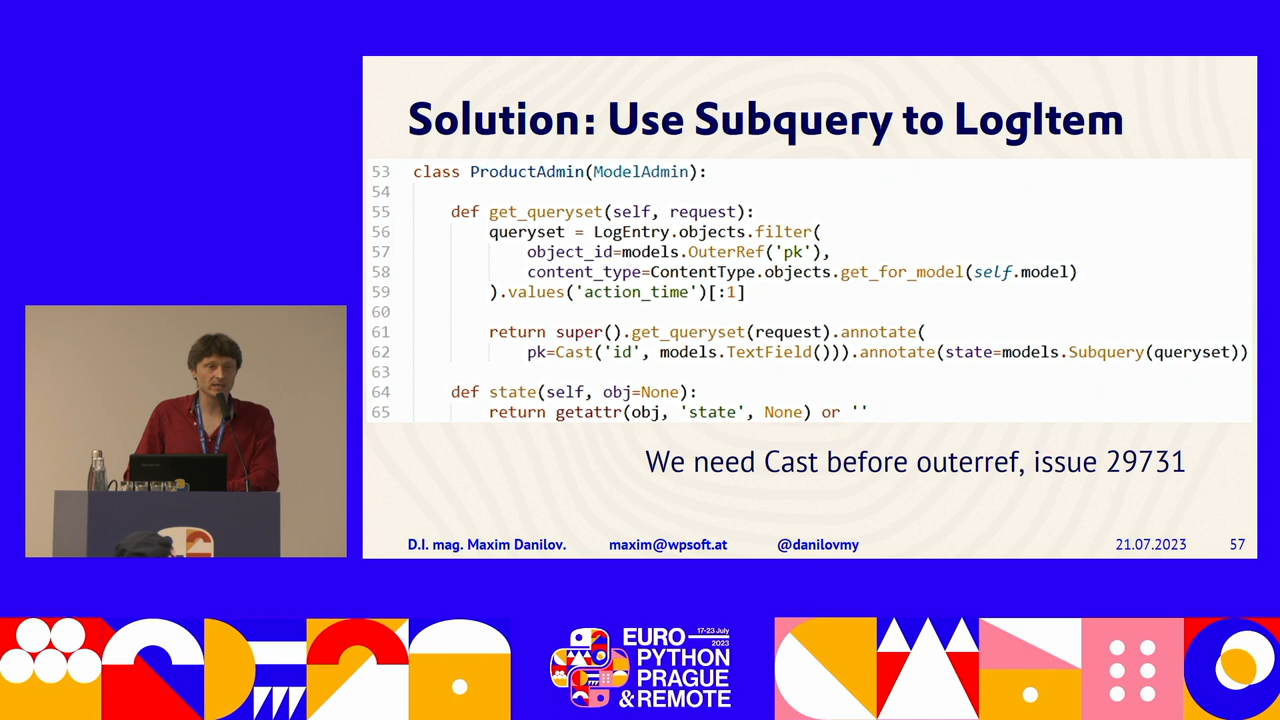 Solution: Use Subquery to LogItem
53 class ProductAdmin(ModelAdmin):
54
55 def get_queryset(self, request):
56 queryset = LogEntry.objects.filter(
57 object_id=models.OuterRef('pk'),
58 content_type=ContentType.objects.get_for_model(self.model)
59 ).values('action_time')[:1]
60
61 return super().get_queryset(request).annotate(
62 pk=Cast('id', models.TextField())).annotate(state=models.Subquery(queryset))
63
64 def state(self, obj=None):
65 return getattr(obj, 'state', None) or ''
We need Cast before outerref, issue 29731
D.I. mag. Maxim Danilov. maxim@wpsoft.at @danilovmy 21.07.2023 57
EURO 17-23 July 2023
PYTHON
PRAGUE
& REMOTE